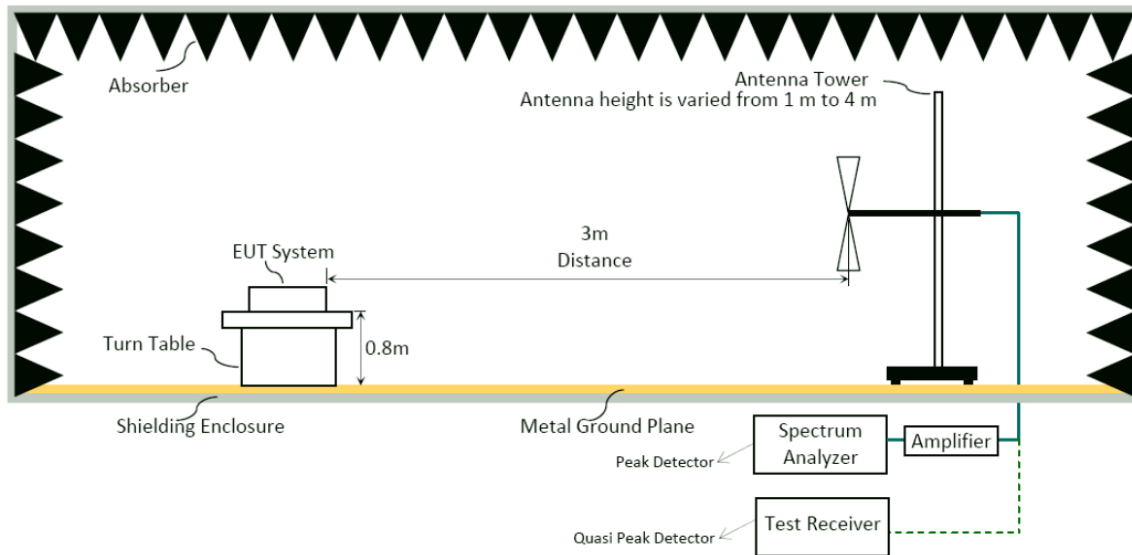 Absorber
Antenna Tower
Antenna height is varied from 1 m to 4 m
3m
Distance
EUT System
Turn Table
0.8m
Shielding Enclosure
Metal Ground Plane
Spectrum
Analyzer
Amplifier
Peak Detector
Test Receiver
Quasi Peak Detector